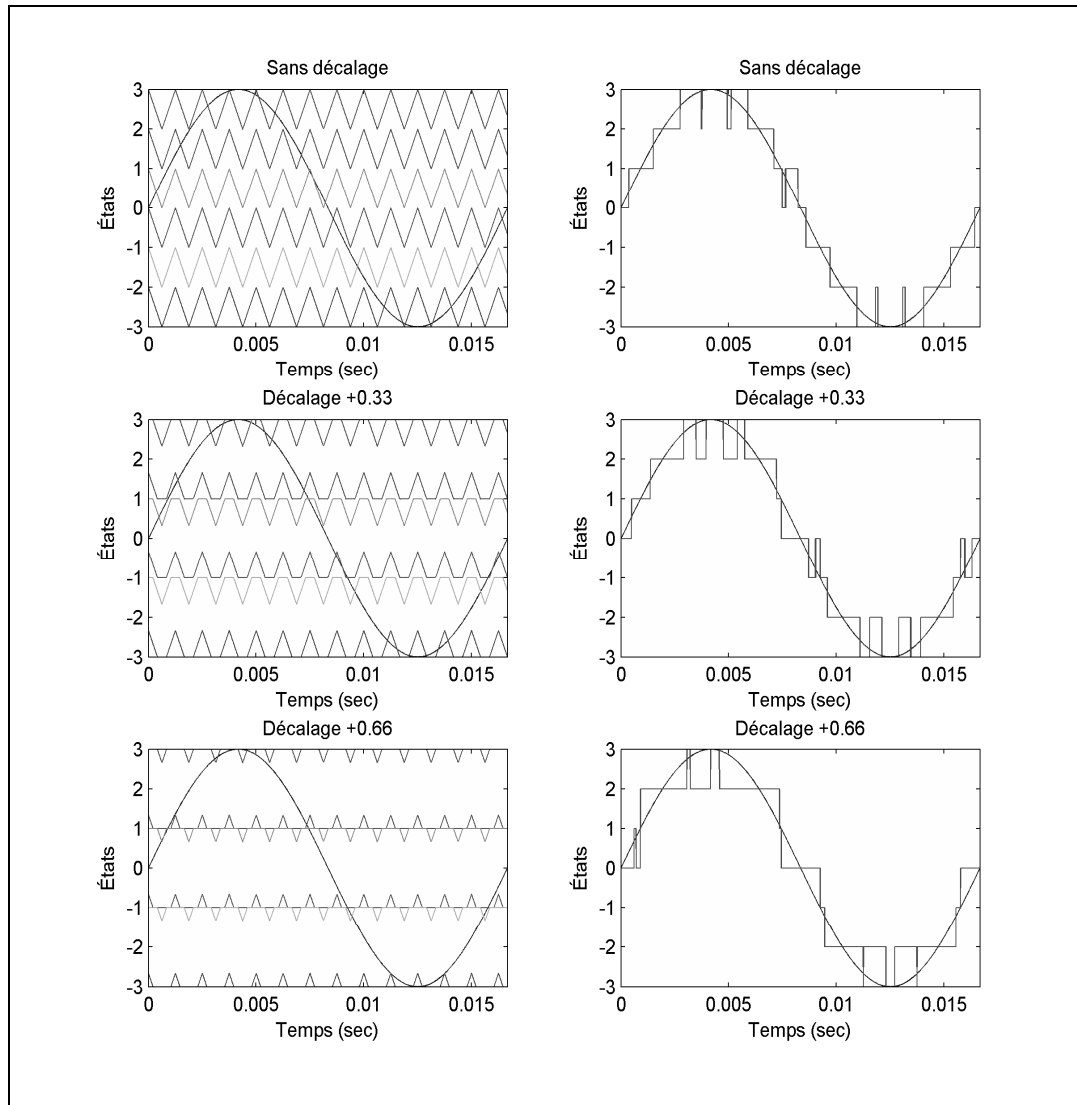 Sans décalage
3
2
1
0
-1
-2
-3
États
0 0.005 0.01 0.015
Temps (sec)
Sans décalage
3
2
1
0
-1
-2
-3
États
0 0.005 0.01 0.015
Temps (sec)
Décalage +0.33
3
2
1
0
-1
-2
-3
États
0 0.005 0.01 0.015
Temps (sec)
Décalage +0.33
3
2
1
0
-1
-2
-3
États
0 0.005 0.01 0.015
Temps (sec)
Décalage +0.66
3
2
1
0
-1
-2
-3
États
0 0.005 0.01 0.015
Temps (sec)
Décalage +0.66
3
2
1
0
-1
-2
-3
États
0 0.005 0.01 0.015
Temps (sec)